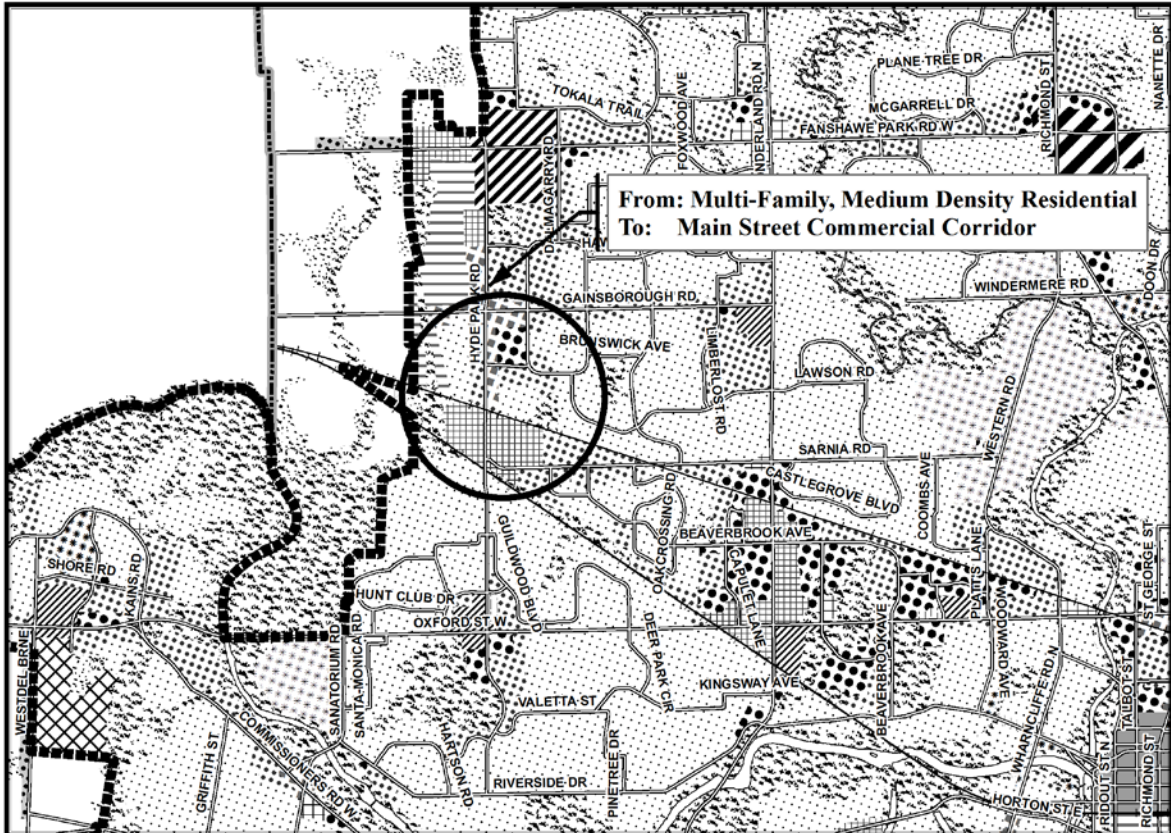 PLANE TREE DR
RICHMOND ST
NANETTE DR
TOKALA TRAIL
FOXWOOD AVE
ONDERLAND RD N
MCGARRELL DR
FANSHAWE PARK RD W
DALMAGARRY RD
From: Multi-Family, Medium Density Residential
To: Main Street Commercial Corridor
HYDE PARK RD
GAINSBOROUGH RD
WINDERMERE RD
DOON DR
BRUNSWICK AVE
LIMBERLOST RD
LAWSON RD
WESTERN RD
SARNIA RD
CASTLEGROVE BLVD
COOMBS AVE
OAKCROSSING RD
BEAVERBROOK AVE
SHORE RD
KAINS RD
GUILDWOOD BLVD
CAPULET LANE
PLATTS LANE
ST GEORGE ST
HUNT CLUB DR
OXFORD ST W
WOODWARD AVE
WESTDEL BRNE
SANATORIUM RD
SANTA MONICA RD
DEER PARK CIR
BEAVERBROOK AVE
WHARNCLIFFE RD N
TALBOT ST
KINGSWAY AVE
VALETTA ST
COMMISSIONERS RD W
GRIFFITH ST
HARTSON RD
PINETREE DR
RIVERSIDE DR
HORTON ST E
RIDOUT ST N
RICHMOND ST